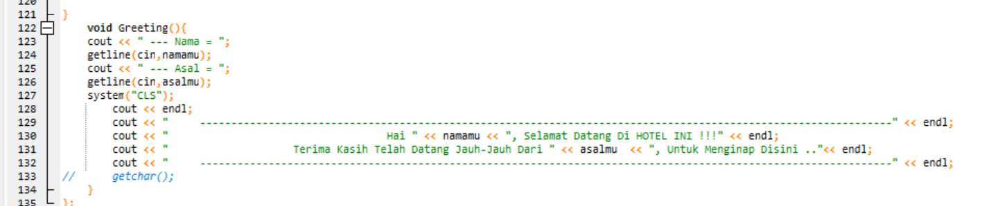 120
121 }
122 void Greeting(){
123 cout << " --- Nama = ";
124 getline(cin,namamu);
125 cout << " --- Asal = ";
126 getline(cin,asalmu);
127 system("CLS");
128 cout << endl;
129 cout << " ---------------------------------------------------------------------------------------------------------------" << endl;
130 cout << " Hai " << namamu << ", Selamat Datang Di HOTEL INI !!!" << endl;
131 cout << " Terima Kasih Telah Datang Jauh-Jauh Dari " << asalmu << ", Untuk Menginap Disini .."<< endl;
132 cout << " ---------------------------------------------------------------------------------------------------------------" << endl;
133 // getchar();
134 }
135 };